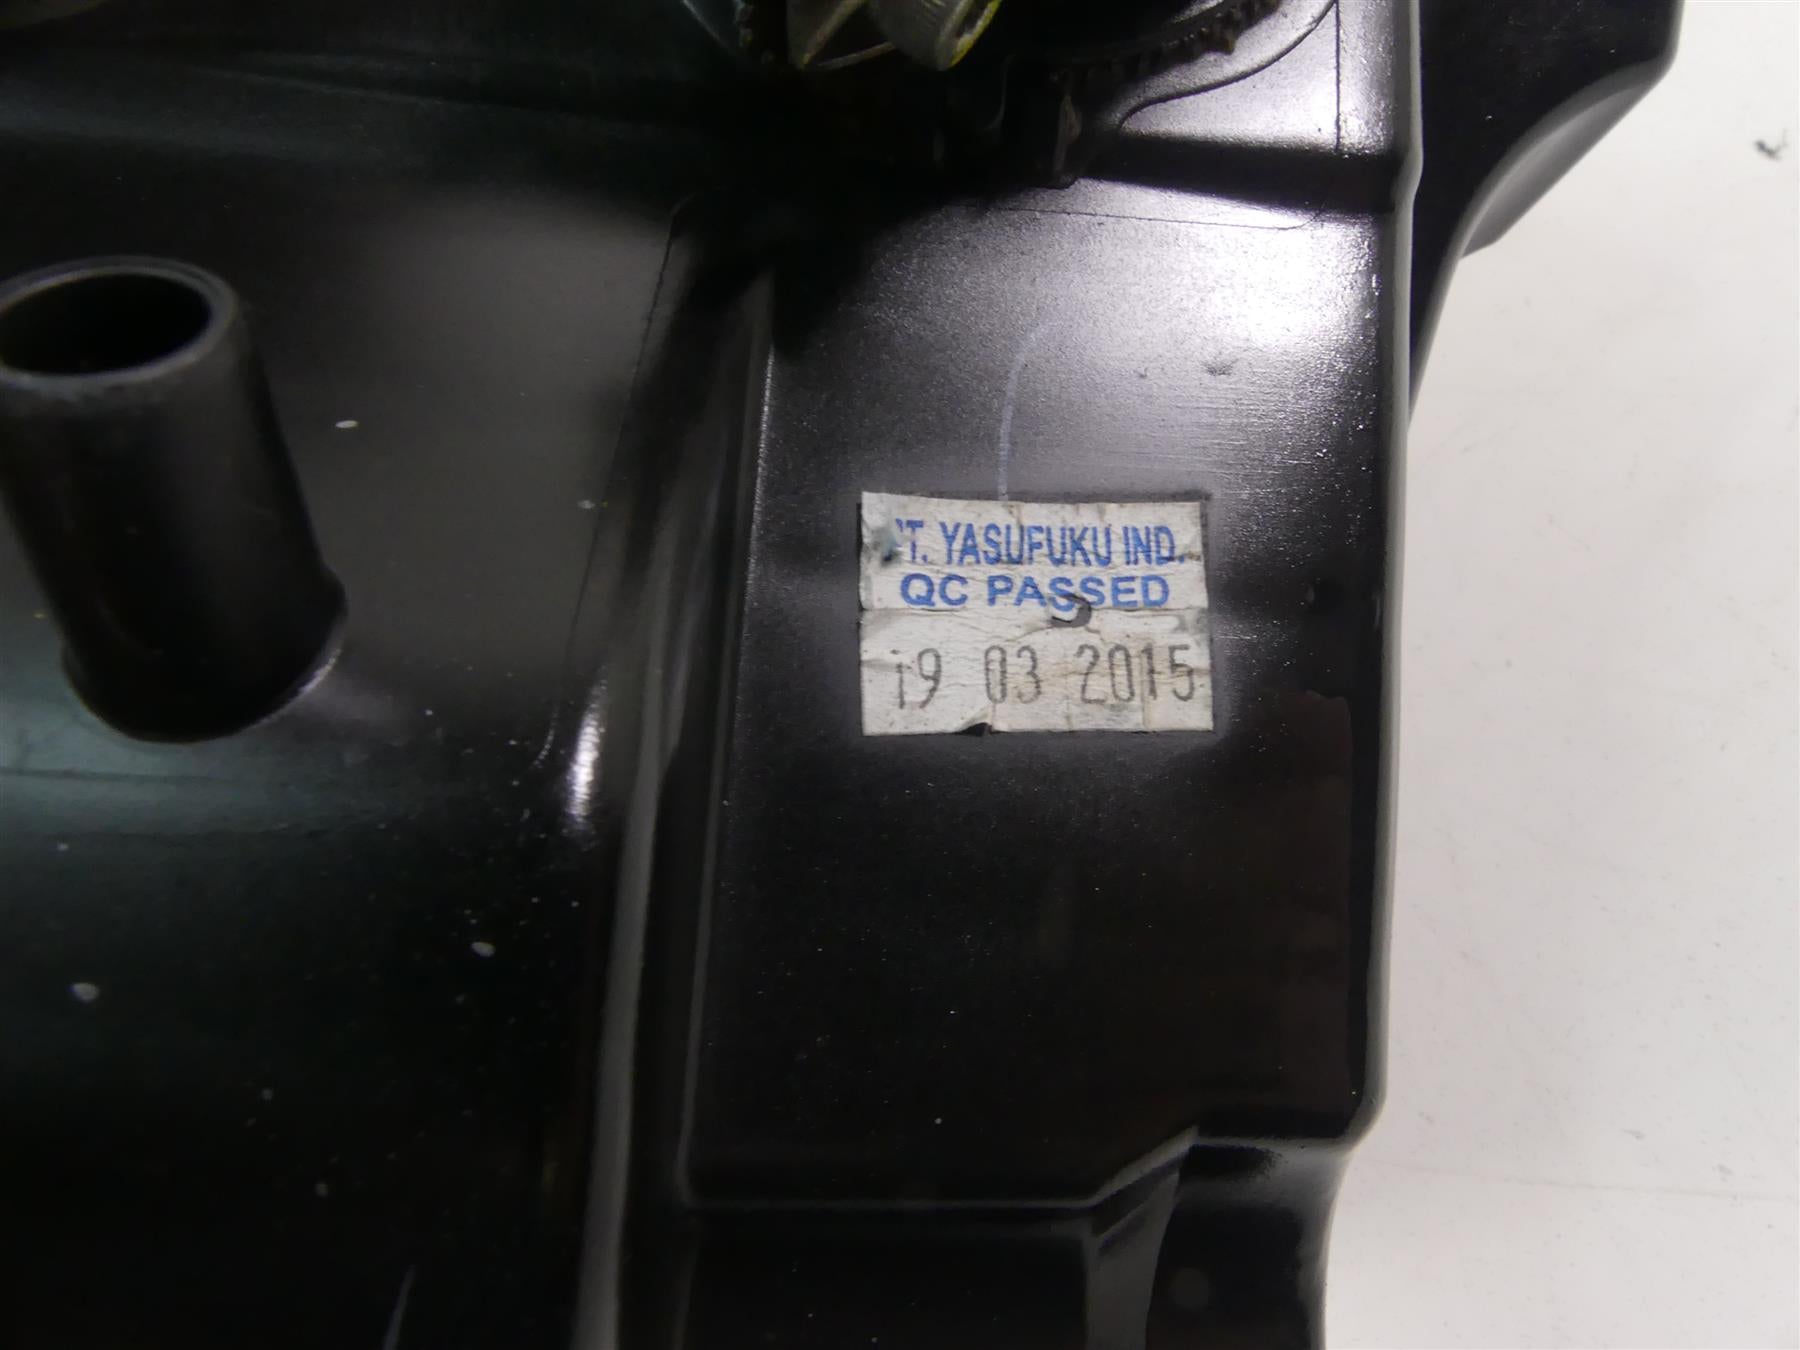 T. YASUFUKU IND.
QC PASSED
19 03 2015